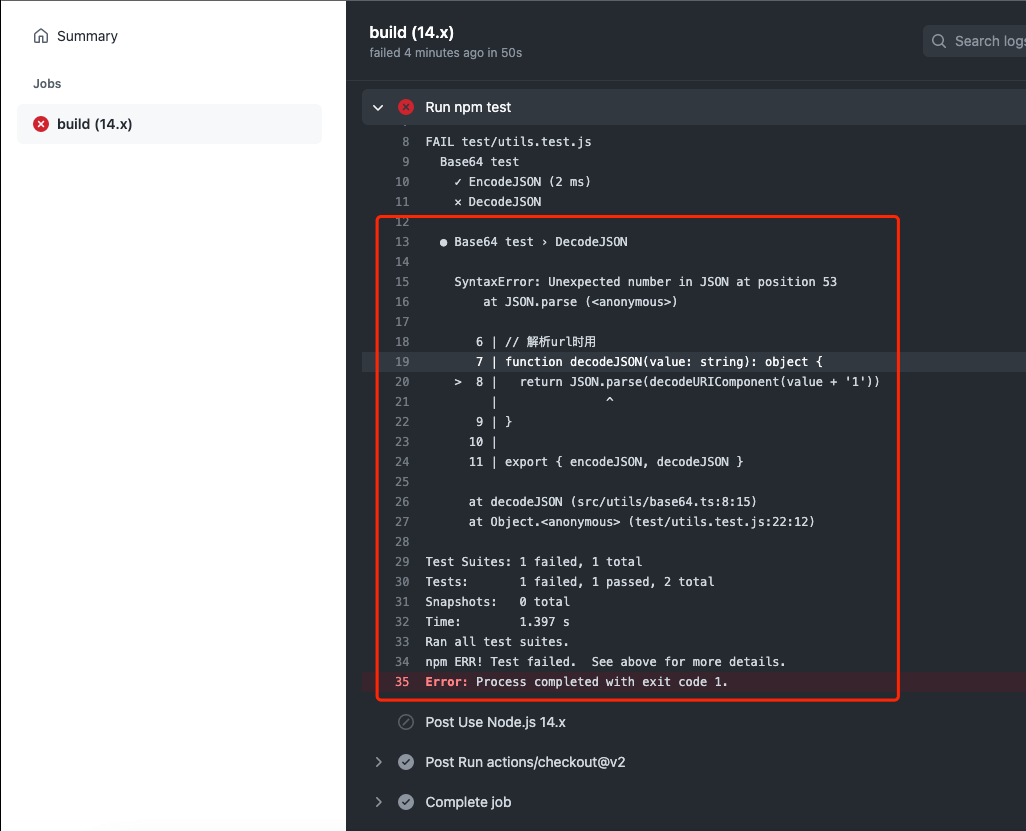 Summary
Jobs
build (14.x)
build (14.x)
failed 4 minutes ago in 50s
Search logs
Run npm test
8 FAIL test/utils.test.js
9 Base64 test
10 ✓ EncodeJSON (2 ms)
11 × DecodeJSON
12
13 ● Base64 test › DecodeJSON
14
15 SyntaxError: Unexpected number in JSON at position 53
16 at JSON.parse (<anonymous>)
17
18 6 | // 解析url时用
19 7 | function decodeJSON(value: string): object {
20 > 8 |   return JSON.parse(decodeURIComponent(value + '1'))
21 | ^
22 9 | }
23 10 |
24 11 | export { encodeJSON, decodeJSON }
25
26 at decodeJSON (src/utils/base64.ts:8:15)
27 at Object.<anonymous> (test/utils.test.js:22:12)
28
29 Test Suites: 1 failed, 1 total
30 Tests:       1 failed, 1 passed, 2 total
31 Snapshots:   0 total
32 Time:        1.397 s
33 Ran all test suites.
34 npm ERR! Test failed.  See above for more details.
35 Error: Process completed with exit code 1.
Post Use Node.js 14.x
Post Run actions/checkout@v2
Complete job